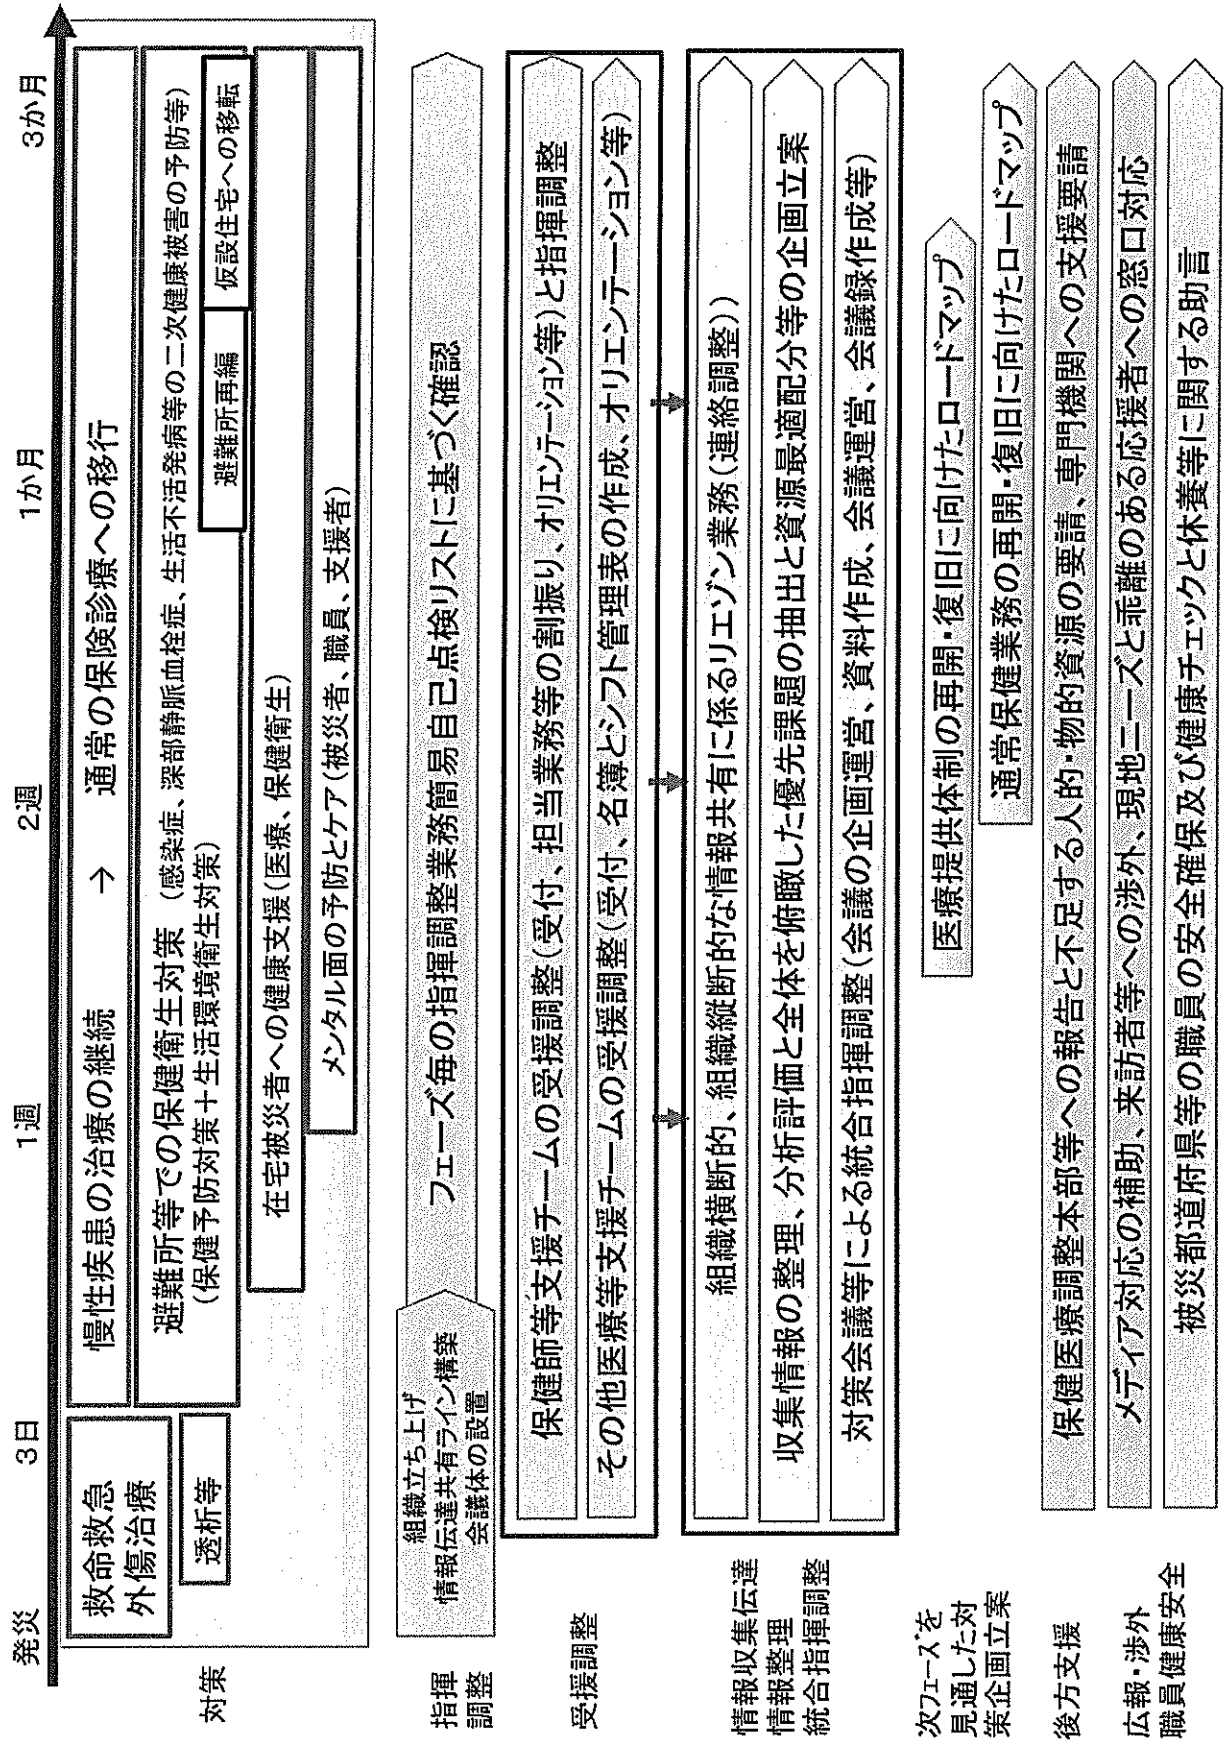 発災
3日
1週
2週
1か月
3か月
対策
救命救急
外傷治療
透析等
慢性疾患の治療の継続 → 通常の保険診療への移行
避難所等での保健衛生対策 (感染症、深部静脈血栓症、生活不活発病等の二次健康被害の予防等)
(保健予防対策+生活環境衛生対策)
避難所再編
仮設住宅への移転
在宅被災者への健康支援(医療、保健衛生)
メンタル面の予防とケア(被災者、職員、支援者)
指揮
調整
組織立ち上げ
情報伝達共有ライン構築
会議体の設置
フェーズ毎の指揮調整業務簡易自己点検リストに基づく確認
受援調整
保健師等支援チームの受援調整(受付、担当業務等の割振り、オリエンテーション等)と指揮調整
その他医療等支援チームの受援調整(受付、名簿とシフト管理表の作成、オリエンテーション等)
情報収集伝達
情報整理
統合指揮調整
組織横断的、組織縦断的な情報共有に係るリエゾン業務(連絡調整))
収集情報の整理、分析評価と全体を俯瞰した優先課題の抽出と資源最適配分等の企画立案
対策会議等による統合指揮調整(会議の企画運営、資料作成、会議運営、会議録作成等)
次フェーズを
見通した対
策企画立案
医療提供体制の再開・復旧に向けたロードマップ
通常保健業務の再開・復旧に向けたロードマップ
後方支援
保健医療調整本部等への報告と不足する人的・物的資源の要請、専門機関への支援要請
広報・渉外
職員健康安全
メディア対応の補助、来訪者等への渉外、現地ニーズと乖離のある応援者への窓口対応
被災都道府県等の職員の安全確保及び健康チェックと休養等に関する助言